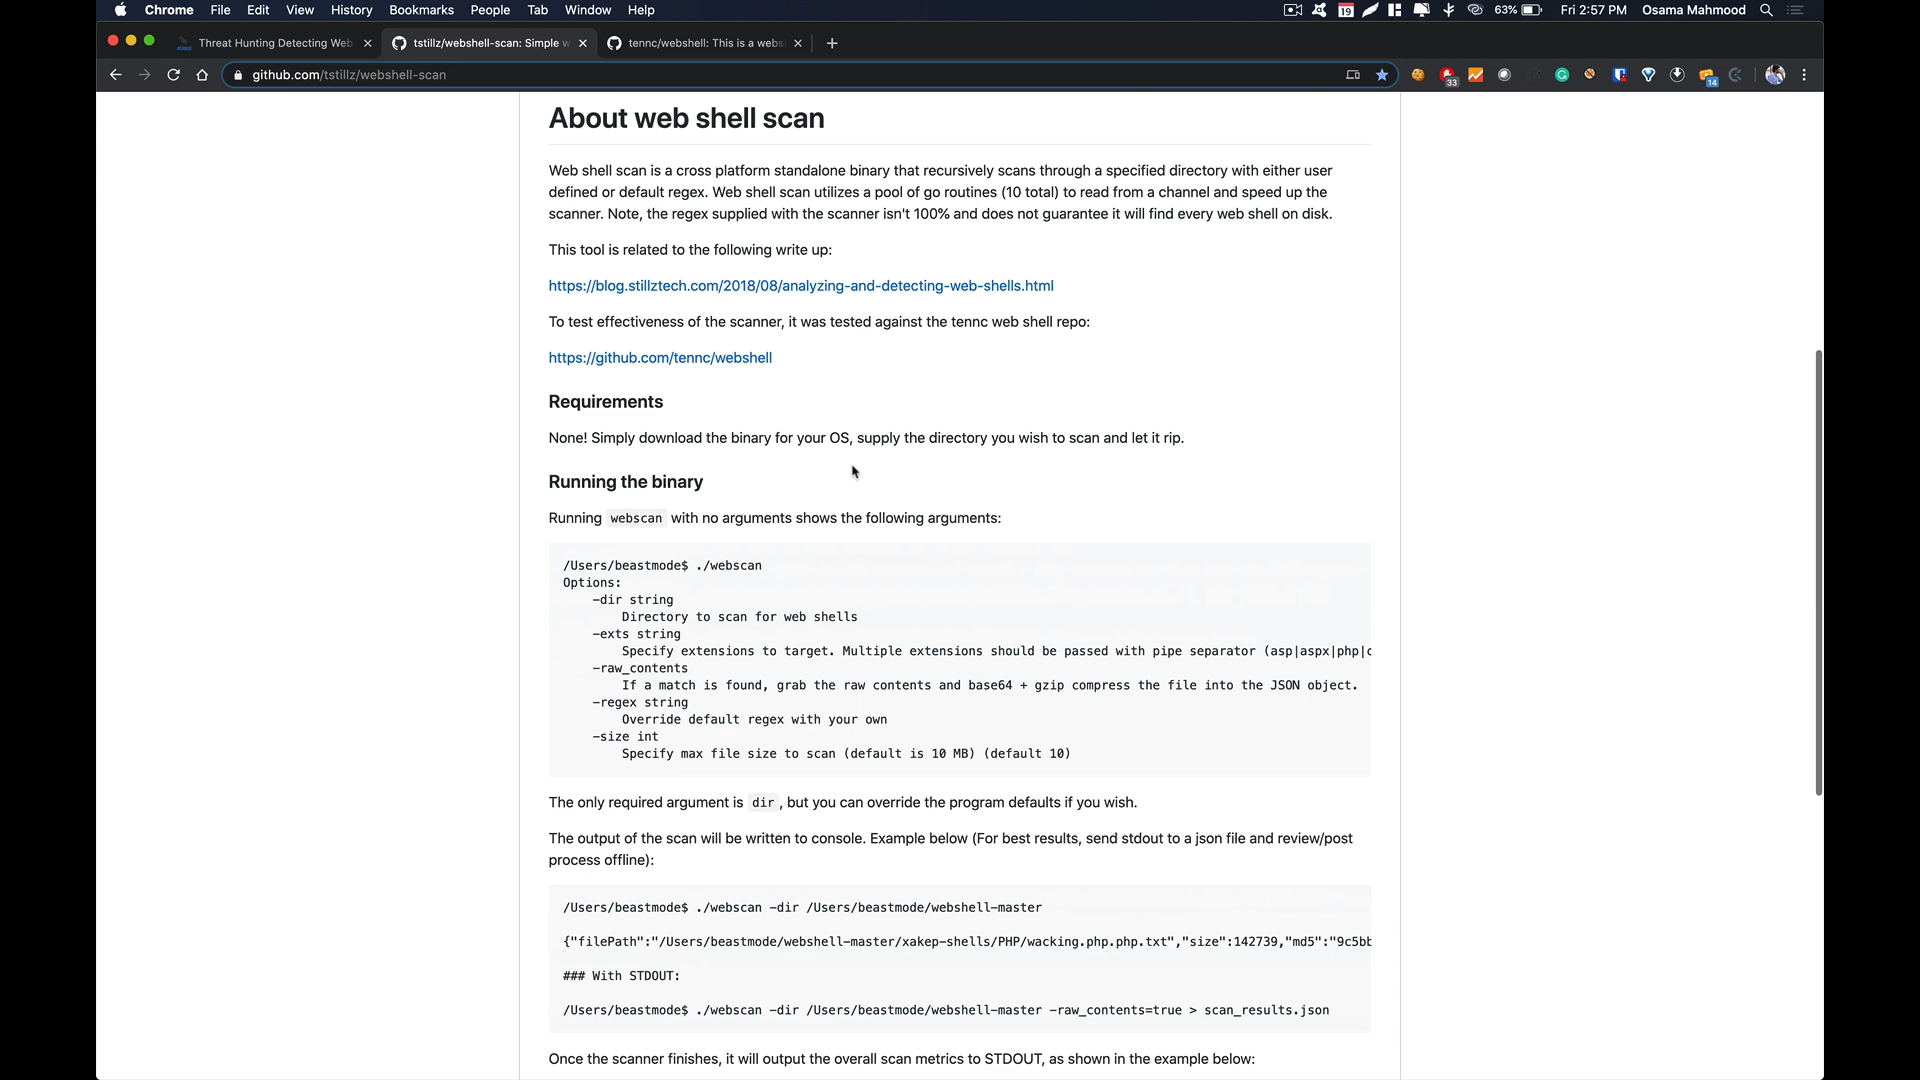 Chrome File Edit View History Bookmarks People Tab Window Help 19 63% Fri 2:57 PM Osama Mahmood
Threat Hunting Detecting Web
tstillz/webshell-scan: Simple w
tennc/webshell: This is a webs
github.com/tstillz/webshell-scan 33 14
About web shell scan
Web shell scan is a cross platform standalone binary that recursively scans through a specified directory with either user
defined or default regex. Web shell scan utilizes a pool of go routines (10 total) to read from a channel and speed up the
scanner. Note, the regex supplied with the scanner isn't 100% and does not guarantee it will find every web shell on disk.
This tool is related to the following write up:
https://blog.stillztech.com/2018/08/analyzing-and-detecting-web-shells.html
To test effectiveness of the scanner, it was tested against the tennc web shell repo:
https://github.com/tennc/webshell
Requirements
None! Simply download the binary for your OS, supply the directory you wish to scan and let it rip.
Running the binary
Running webscan with no arguments shows the following arguments:
/Users/beastmode$ ./webscan
Options:
-dir string
Directory to scan for web shells
-exts string
Specify extensions to target. Multiple extensions should be passed with pipe separator (asp|aspx|php|c
-raw_contents
If a match is found, grab the raw contents and base64 + gzip compress the file into the JSON object.
-regex string
Override default regex with your own
-size int
Specify max file size to scan (default is 10 MB) (default 10)
The only required argument is dir , but you can override the program defaults if you wish.
The output of the scan will be written to console. Example below (For best results, send stdout to a json file and review/post
process offline):
/Users/beastmode$ ./webscan -dir /Users/beastmode/webshell-master
{"filePath":"/Users/beastmode/webshell-master/xakep-shells/PHP/wacking.php.php.txt","size":142739,"md5":"9c5bb
### With STDOUT:
/Users/beastmode$ ./webscan -dir /Users/beastmode/webshell-master -raw_contents=true > scan_results.json
Once the scanner finishes, it will output the overall scan metrics to STDOUT, as shown in the example below: